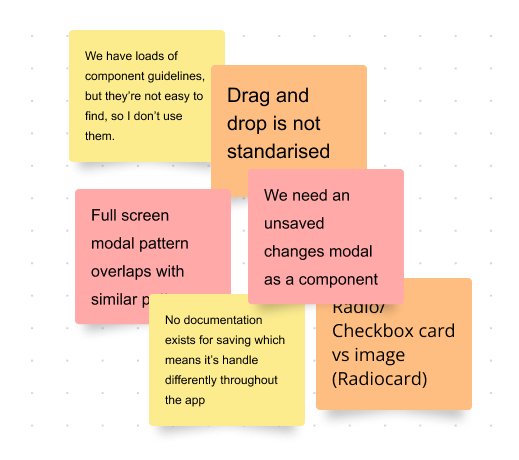 We have loads of
component guidelines,
but they're not easy to
find, so I don't use
them.
Drag and
drop is not
standarised
We need an
unsaved
changes modal
as a component
Full screen
modal pattern
overlaps with
similar
No documentation
exists for saving which
means it's handle
differently throughout
the app
Radio/
Checkbox card
vs image
(Radiocard)